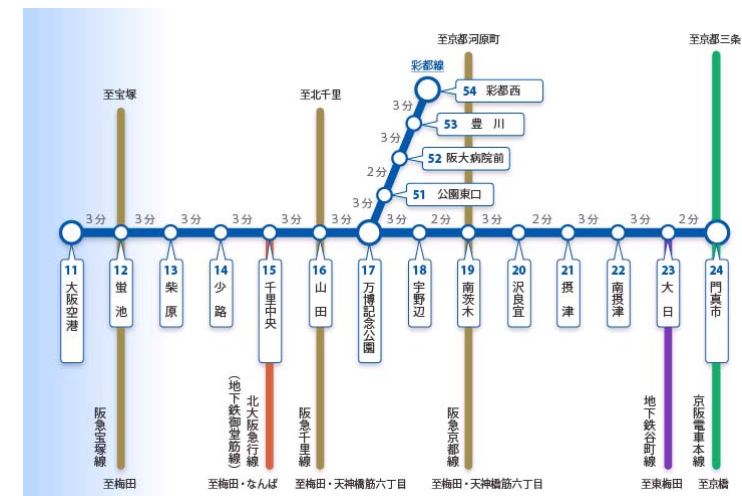 至京都河原町
至京都三条
彩都線
54 彩都西
至宝塚
至北千里
3分
53 豊 川
3分
52 阪大病院前
2分
51 公園東口
3分
3分
3分
3分
3分
3分
3分
3分
2分
3分
2分
3分
3分
2分
11 大阪空港
12 蛍 池
13 柴 原
14 少 路
15 千里中央
16 山 田
17 万博記念公園
18 宇野辺
19 南茨木
20 沢良宜
21 摂 津
22 南摂津
23 大 日
24 門真市
阪急宝塚線
北大阪急行線
(地下鉄御堂筋線)
阪急千里線
阪急京都線
地下鉄谷町線
京阪電車本線
至梅田
至梅田・なんば
至梅田・天神橋筋六丁目
至梅田・天神橋筋六丁目
至東梅田
至京橋